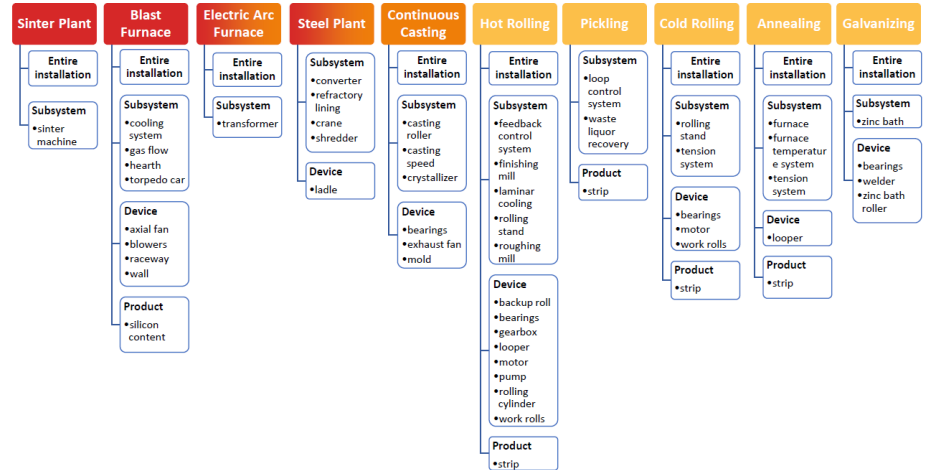 Sinter Plant
Entire
installation
Subsystem
•sinter
machine
Blast
Furnace
Entire
installation
Subsystem
•cooling
system
•gas flow
•hearth
•torpedo car
Device
•axial fan
•blowers
•raceway
•wall
Product
•silicon
content
Electric Arc
Furnace
Entire
installation
Subsystem
•transformer
Steel Plant
Subsystem
•converter
•refractory
lining
•crane
•shredder
Device
•ladle
Continuous
Casting
Entire
installation
Subsystem
•casting
roller
•casting
speed
•crystallizer
Device
•bearings
•exhaust fan
•mold
Hot Rolling
Entire
installation
Subsystem
•feedback
control
system
•finishing
mill
•laminar
cooling
•rolling
stand
•roughing
mill
Device
•backup roll
•bearings
•gearbox
•looper
•motor
•pump
•rolling
cylinder
•work rolls
Product
•strip
Pickling
Subsystem
•loop
control
system
•waste
liquor
recovery
Product
•strip
Cold Rolling
Entire
installation
Subsystem
•rolling
stand
•tension
system
Device
•bearings
•motor
•work rolls
Product
•strip
Annealing
Entire
installation
Subsystem
•furnace
•furnace
temperatur
e system
•tension
system
Device
•looper
Product
•strip
Galvanizing
Entire
installation
Subsystem
•zinc bath
Device
•bearings
•welder
•zinc bath
roller